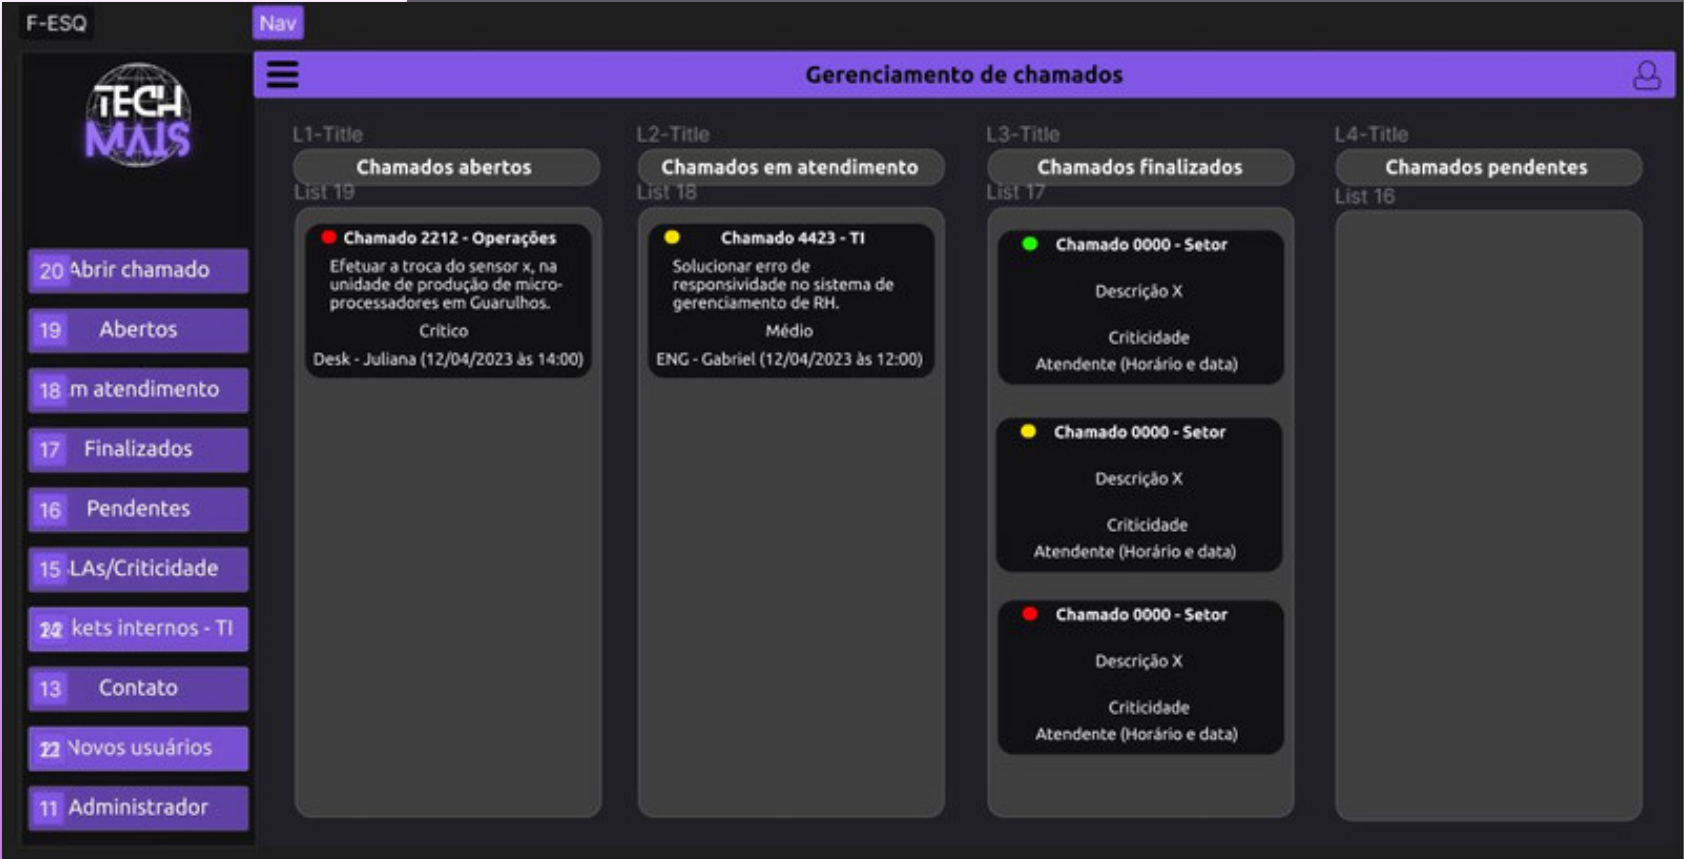 F-ESQ
Nav
TECH
MAIS
Gerenciamento de chamados
20 Abrir chamado
19 Abertos
18 m atendimento
17 Finalizados
16 Pendentes
15 LAs/Criticidade
kets internos - TI
13 Contato
Novos usuários
11 Administrador
L1-Title
Chamados abertos
List 19
Chamado 2212 - Operações
Efetuar a troca do sensor x, na
unidade de produção de micro-
processadores em Guarulhos.
Crítico
Desk - Juliana (12/04/2023 às 14:00)
L2-Title
Chamados em atendimento
List 18
Chamado 4423 - TI
Solucionar erro de
responsividade no sistema de
gerenciamento de RH.
Médio
ENG - Gabriel (12/04/2023 às 12:00)
L3-Title
Chamados finalizados
List 17
Chamado 0000 - Setor
Descrição X
Criticidade
Atendente (Horário e data)
Chamado 0000 - Setor
Descrição X
Criticidade
Atendente (Horário e data)
Chamado 0000 - Setor
Descrição X
Criticidade
Atendente (Horário e data)
L4-Title
Chamados pendentes
List 16